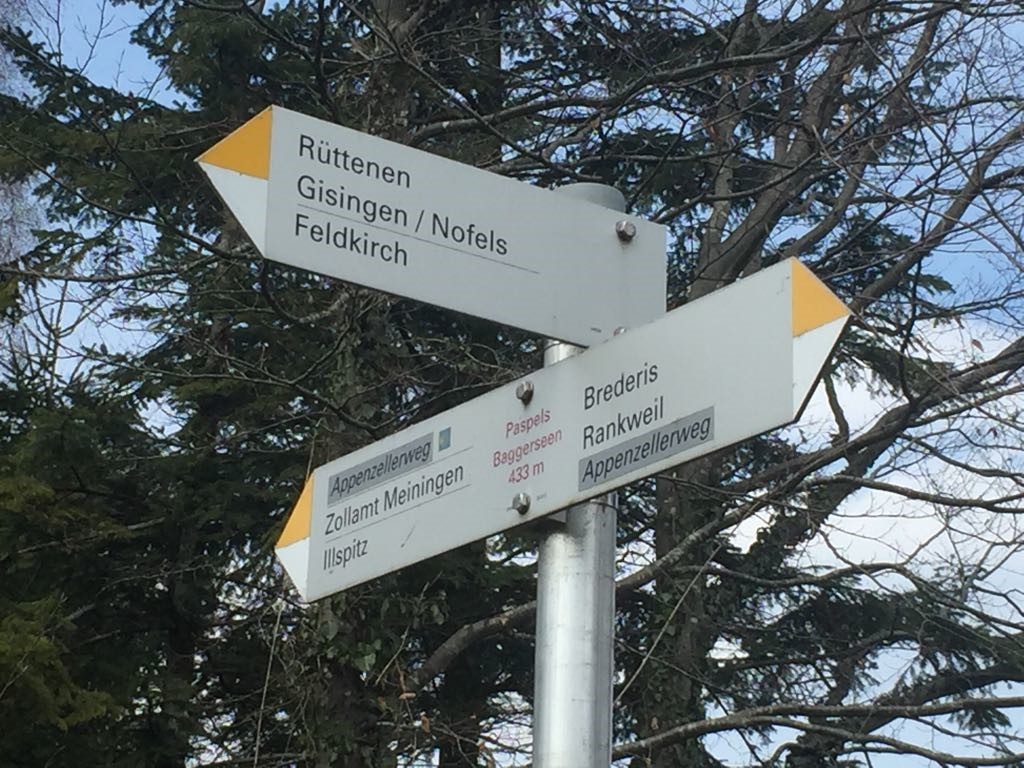 Rüttenen
Gisingen / Nofels
Feldkirch
Appenzellerweg
Zollamt Meiningen
Illspitz
Paspels
Baggerseen
433 m
Brederis
Rankweil
Appenzellerweg